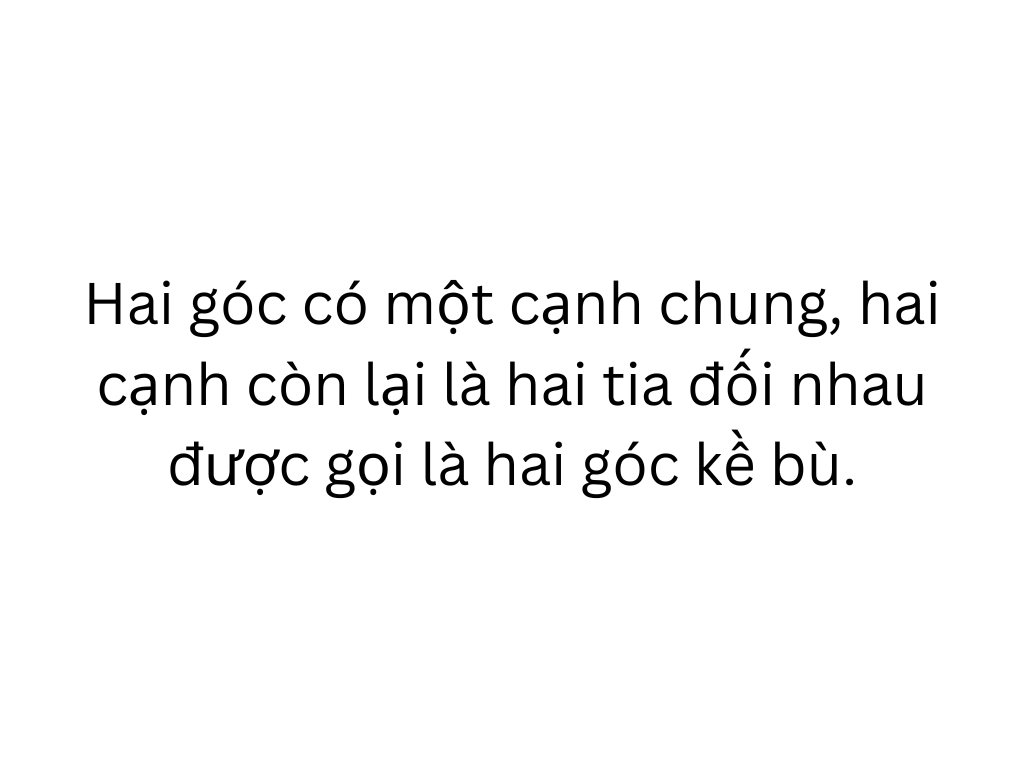 Hai góc có một cạnh chung, hai
cạnh còn lại là hai tia đối nhau
được gọi là hai góc kề bù.